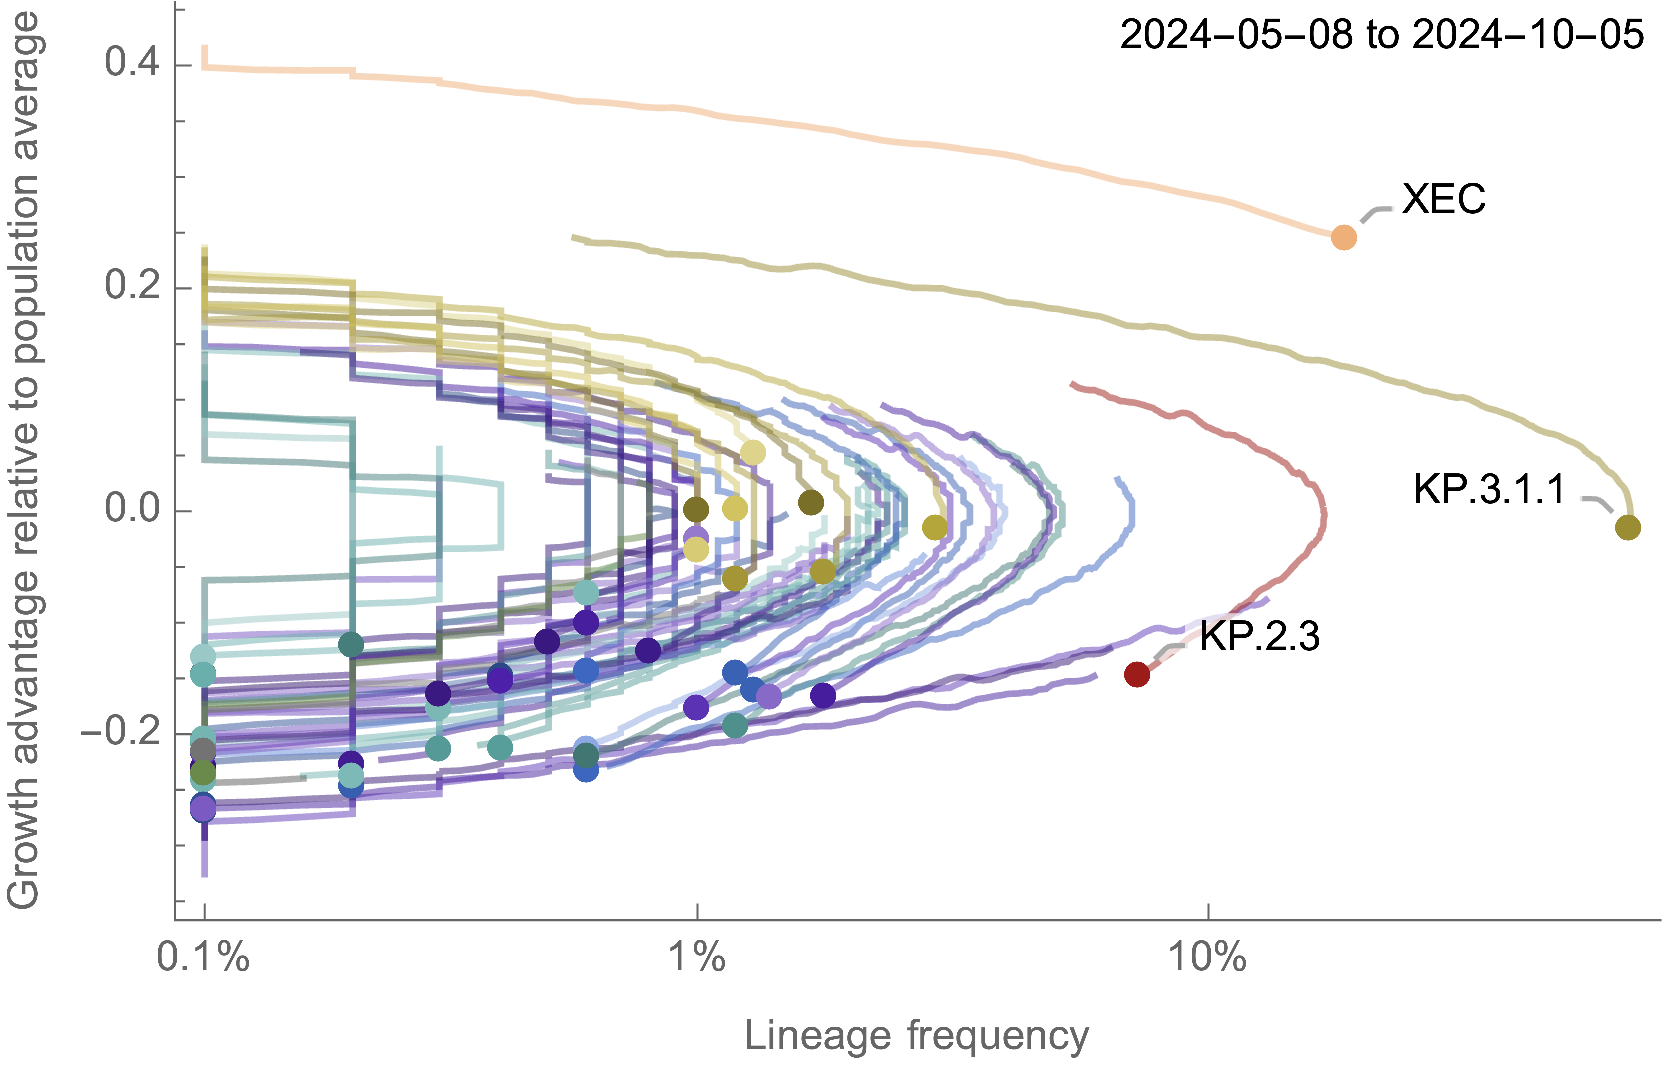 2024−05−08 to 2024−10−05
Growth advantage relative to population average
0.4
0.2
0.0
−0.2
XEC
KP.3.1.1
KP.2.3
0.1%
1%
10%
Lineage frequency